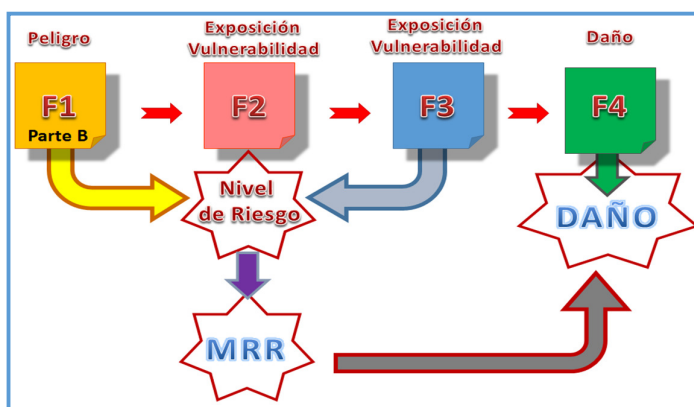 Peligro
Exposición
Vulnerabilidad
Exposición
Vulnerabilidad
Daño
F1
Parte B
F2
F3
F4
Nivel
de Riesgo
DAÑO
MRR